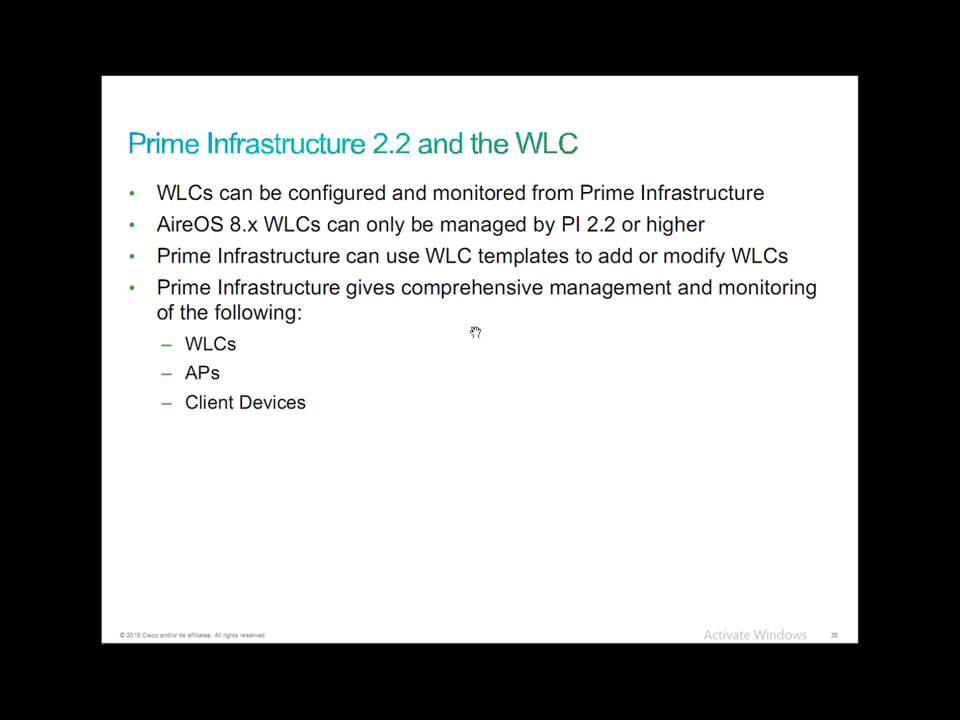 Prime Infrastructure 2.2 and the WLC
• WLCs can be configured and monitored from Prime Infrastructure
• AireOS 8.x WLCs can only be managed by PI 2.2 or higher
• Prime Infrastructure can use WLC templates to add or modify WLCs
• Prime Infrastructure gives comprehensive management and monitoring
of the following:
– WLCs
– APs
– Client Devices
© 2015 Cisco and/or its affiliates. All rights reserved.
Activate Windows
25